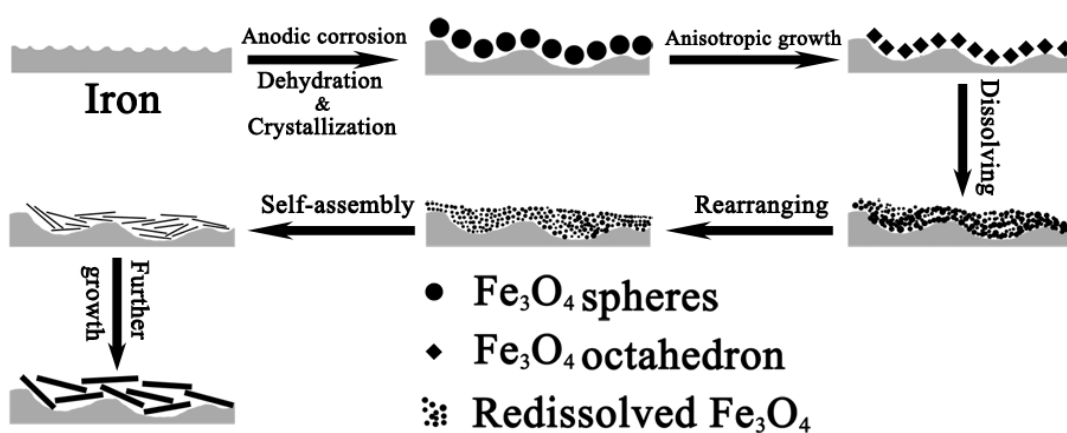 Iron
Anodic corrosion
Dehydration
&
Crystallization
Anisotropic growth
Dissolving
Rearranging
Self-assembly
Further
growth
Fe₃O₄ spheres
Fe₃O₄ octahedron
Redissolved Fe₃O₄